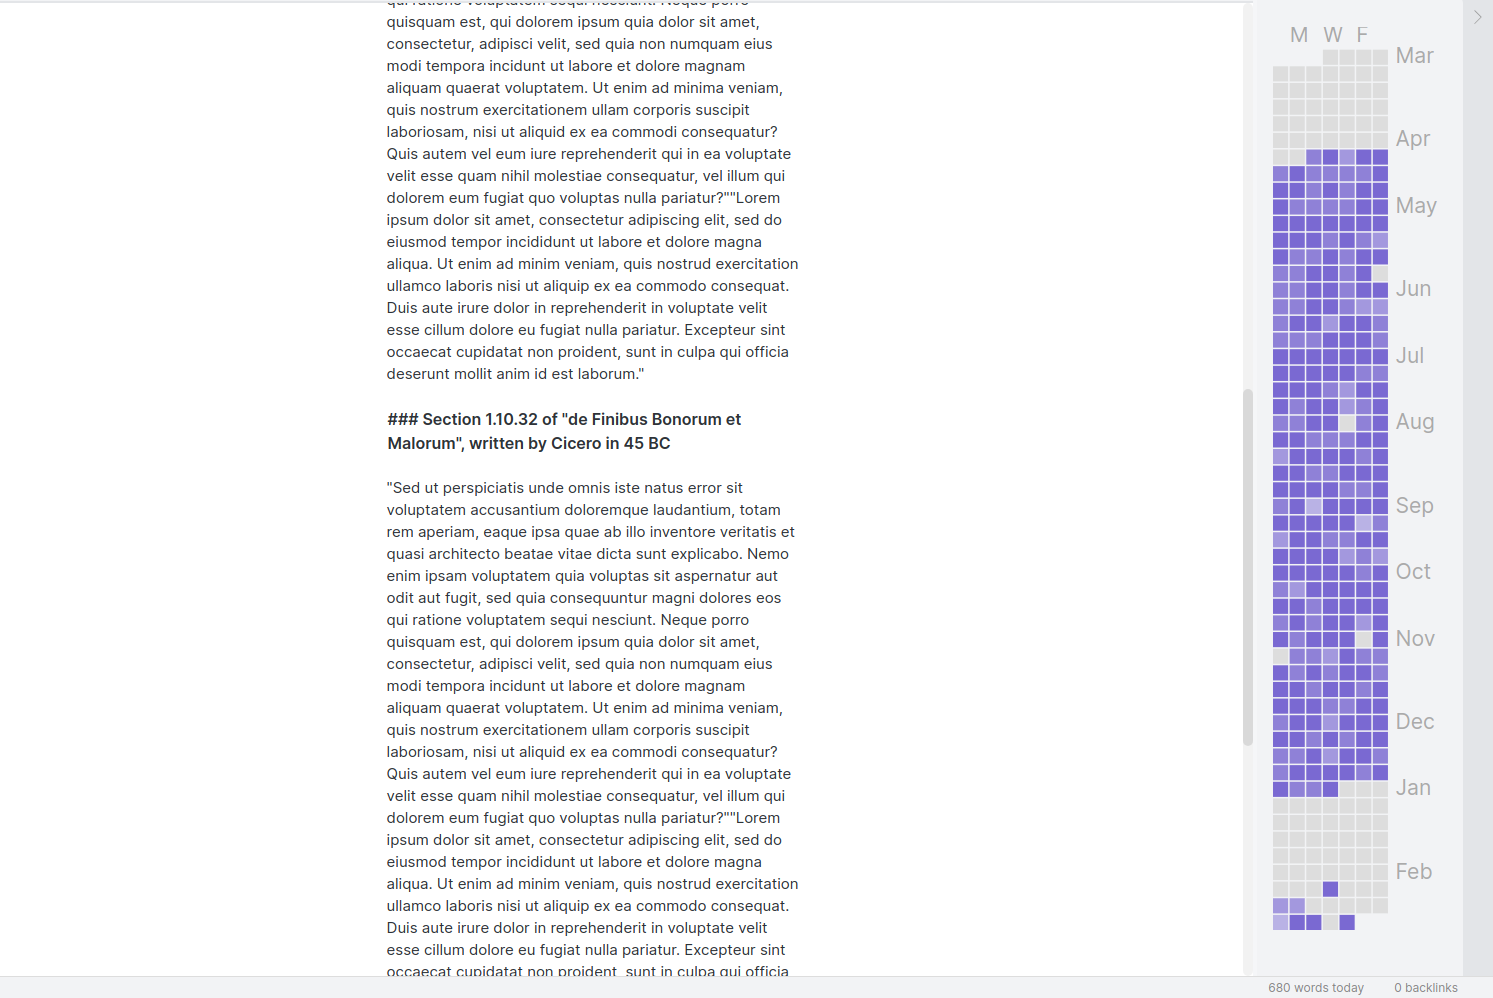 qui ratione voluptatem sequi nesciunt. Neque porro
quisquam est, qui dolorem ipsum quia dolor sit amet,
consectetur, adipisci velit, sed quia non numquam eius
modi tempora incidunt ut labore et dolore magnam
aliquam quaerat voluptatem. Ut enim ad minima veniam,
quis nostrum exercitationem ullam corporis suscipit
laboriosam, nisi ut aliquid ex ea commodi consequatur?
Quis autem vel eum iure reprehenderit qui in ea voluptate
velit esse quam nihil molestiae consequatur, vel illum qui
dolorem eum fugiat quo voluptas nulla pariatur?""Lorem
ipsum dolor sit amet, consectetur adipiscing elit, sed do
eiusmod tempor incididunt ut labore et dolore magna
aliqua. Ut enim ad minim veniam, quis nostrud exercitation
ullamco laboris nisi ut aliquip ex ea commodo consequat.
Duis aute irure dolor in reprehenderit in voluptate velit
esse cillum dolore eu fugiat nulla pariatur. Excepteur sint
occaecat cupidatat non proident, sunt in culpa qui officia
deserunt mollit anim id est laborum."
### Section 1.10.32 of "de Finibus Bonorum et
Malorum", written by Cicero in 45 BC
"Sed ut perspiciatis unde omnis iste natus error sit
voluptatem accusantium doloremque laudantium, totam
rem aperiam, eaque ipsa quae ab illo inventore veritatis et
quasi architecto beatae vitae dicta sunt explicabo. Nemo
enim ipsam voluptatem quia voluptas sit aspernatur aut
odit aut fugit, sed quia consequuntur magni dolores eos
qui ratione voluptatem sequi nesciunt. Neque porro
quisquam est, qui dolorem ipsum quia dolor sit amet,
consectetur, adipisci velit, sed quia non numquam eius
modi tempora incidunt ut labore et dolore magnam
aliquam quaerat voluptatem. Ut enim ad minima veniam,
quis nostrum exercitationem ullam corporis suscipit
laboriosam, nisi ut aliquid ex ea commodi consequatur?
Quis autem vel eum iure reprehenderit qui in ea voluptate
velit esse quam nihil molestiae consequatur, vel illum qui
dolorem eum fugiat quo voluptas nulla pariatur?""Lorem
ipsum dolor sit amet, consectetur adipiscing elit, sed do
eiusmod tempor incididunt ut labore et dolore magna
aliqua. Ut enim ad minim veniam, quis nostrud exercitation
ullamco laboris nisi ut aliquip ex ea commodo consequat.
Duis aute irure dolor in reprehenderit in voluptate velit
esse cillum dolore eu fugiat nulla pariatur. Excepteur sint
occaecat cupidatat non proident, sunt in culpa qui officia
M W F
Mar
Apr
May
Jun
Jul
Aug
Sep
Oct
Nov
Dec
Jan
Feb
680 words today 0 backlinks